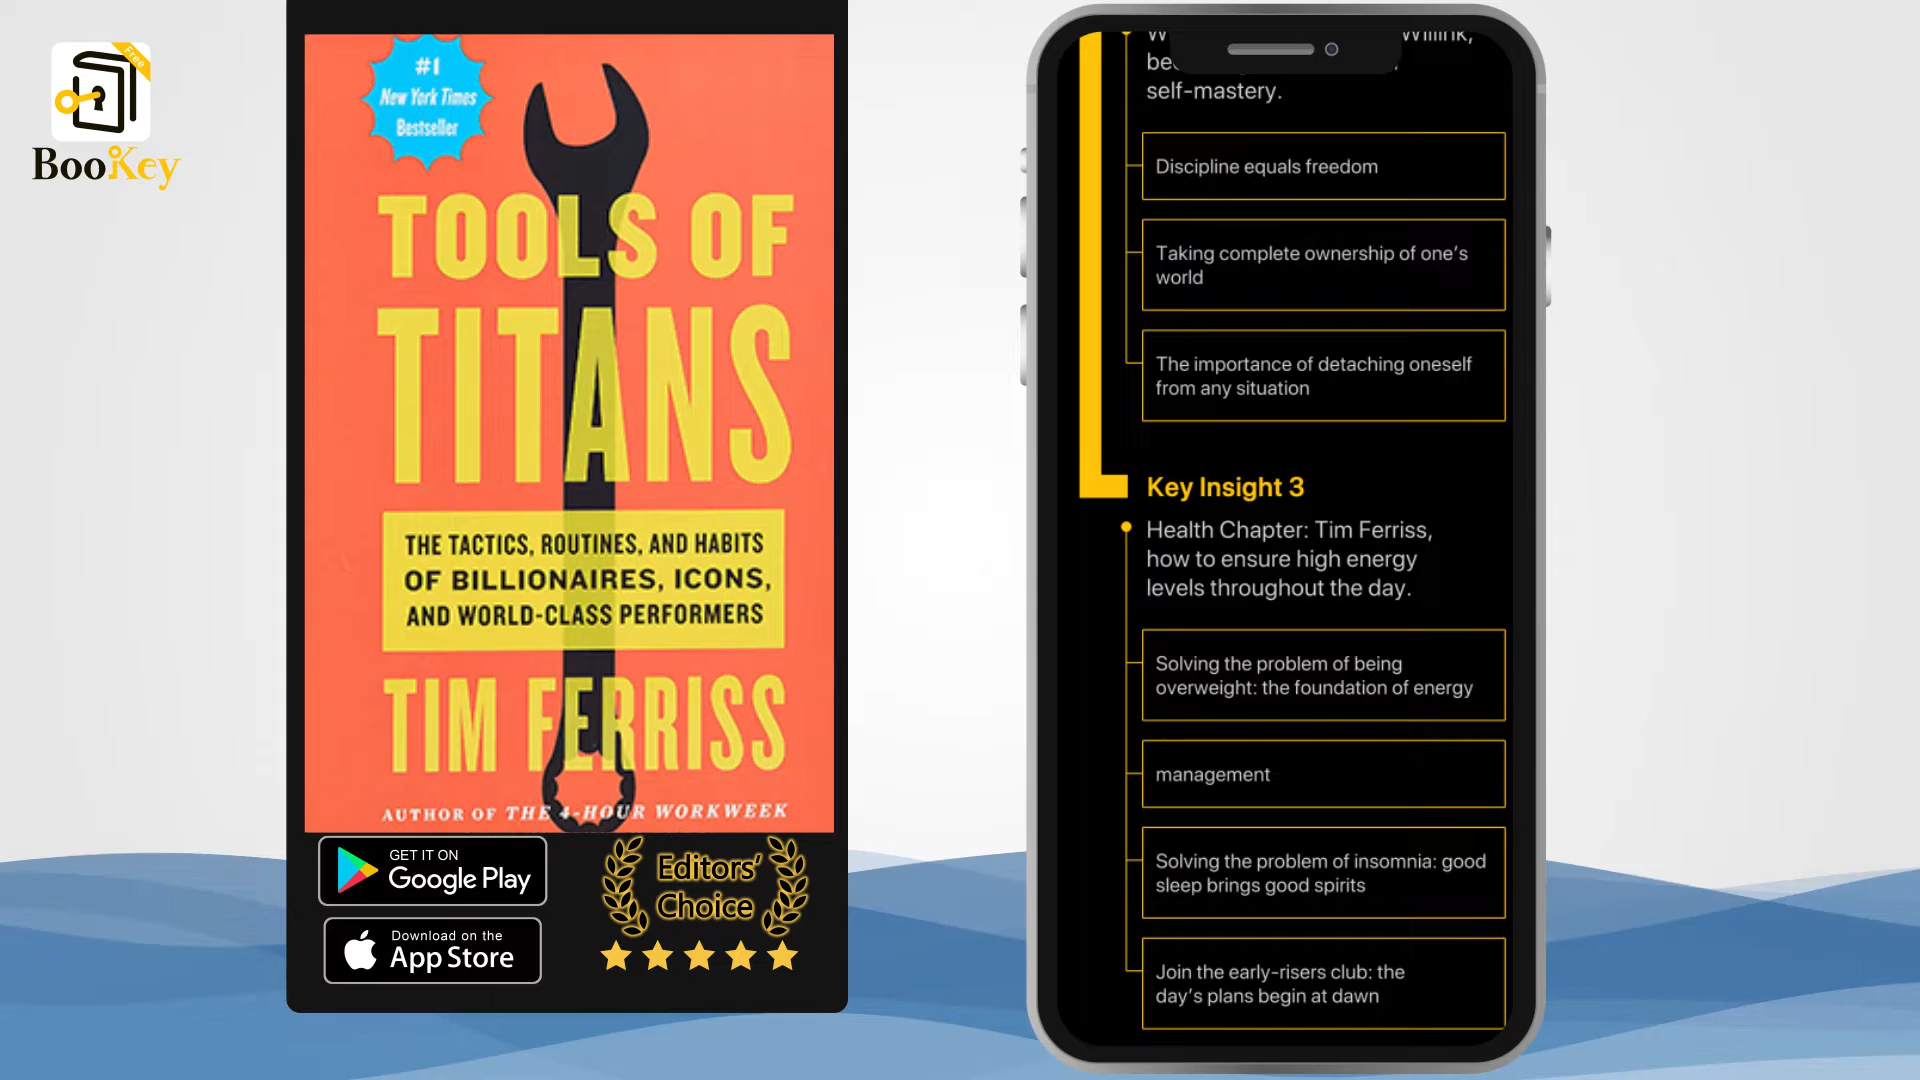 Free
BooKey
#1
New York Times
Bestseller
TOOLS OF
TITANS
THE TACTICS, ROUTINES, AND HABITS
OF BILLIONAIRES, ICONS,
AND WORLD-CLASS PERFORMERS
TIM FERRISS
AUTHOR OF THE 4-HOUR WORKWEEK
GET IT ON
Google Play
Download on the
App Store
Editors'
Choice
Willink,
self-mastery.
Discipline equals freedom
Taking complete ownership of one's
world
The importance of detaching oneself
from any situation
Key Insight 3
Health Chapter: Tim Ferriss,
how to ensure high energy
levels throughout the day.
Solving the problem of being
overweight: the foundation of energy
management
Solving the problem of insomnia: good
sleep brings good spirits
Join the early-risers club: the
day's plans begin at dawn